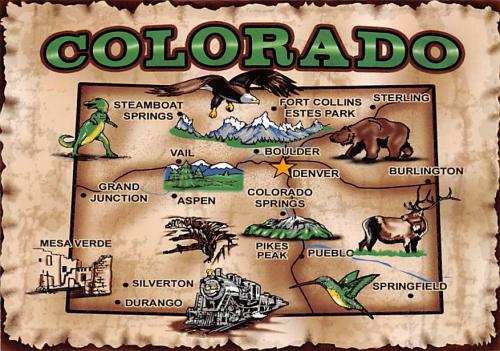 COLORADO
STEAMBOAT
SPRINGS
FORT COLLINS
ESTES PARK
STERLING
VAIL
BOULDER
DENVER
BURLINGTON
GRAND
JUNCTION
ASPEN
COLORADO
SPRINGS
MESA VERDE
PIKES
PEAK
PUEBLO
SILVERTON
DURANGO
SPRINGFIELD